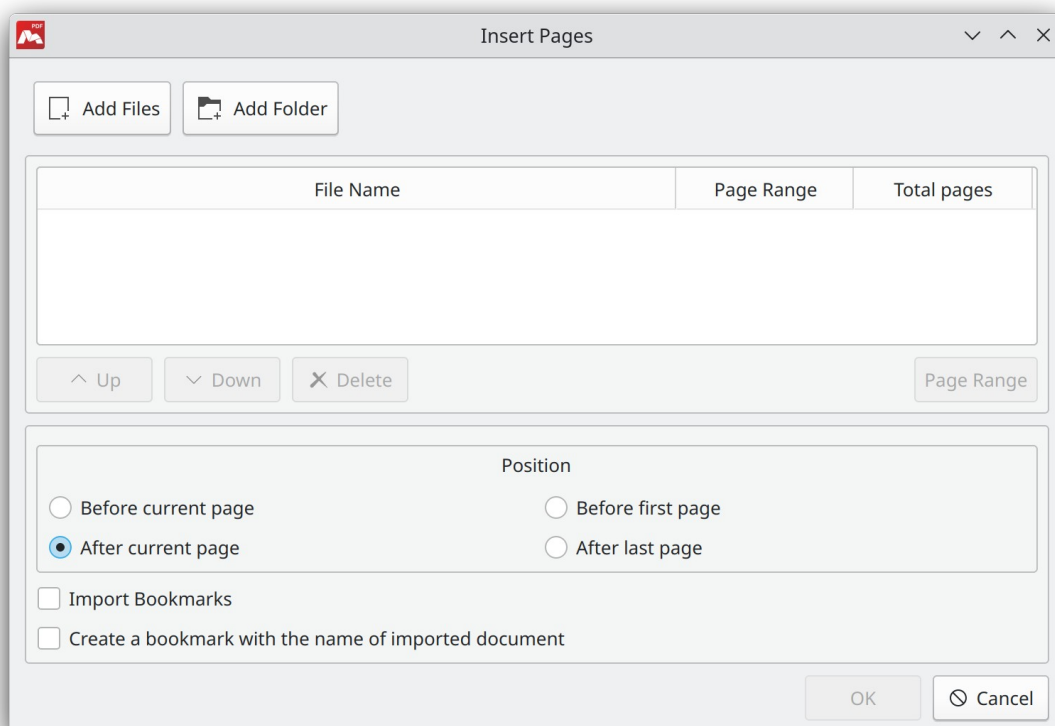 PDF
Insert Pages
Add Files Add Folder
File Name Page Range Total pages
Up Down Delete Page Range
Position
Before current page Before first page
After current page After last page
Import Bookmarks
Create a bookmark with the name of imported document
OK Cancel